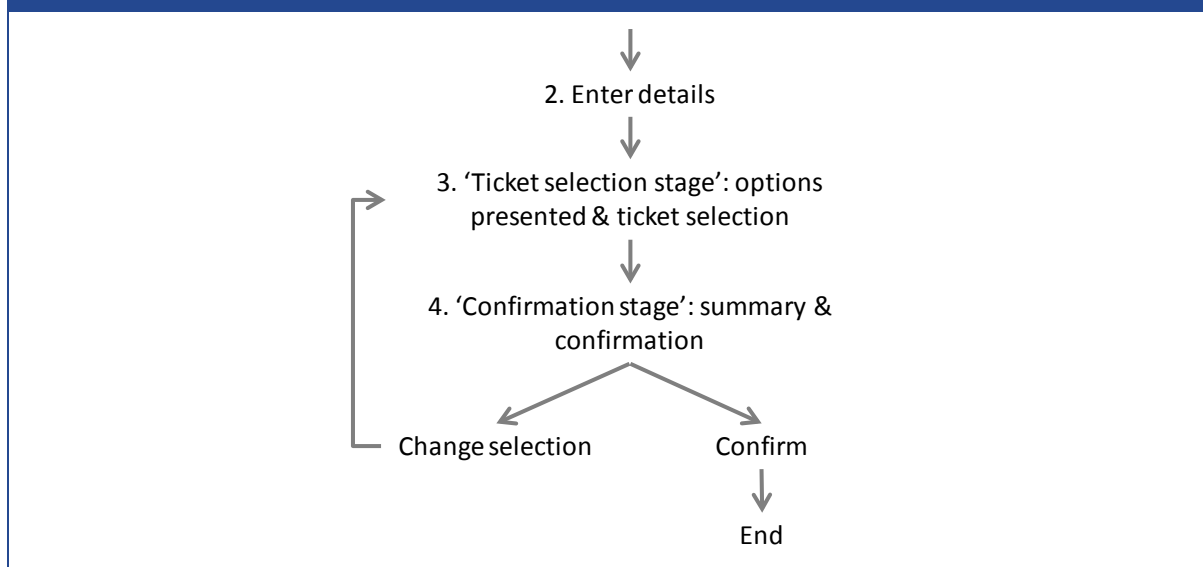 2. Enter details
3. ‘Ticket selection stage’: options
presented & ticket selection
4. ‘Confirmation stage’: summary &
confirmation
Change selection
Confirm
End